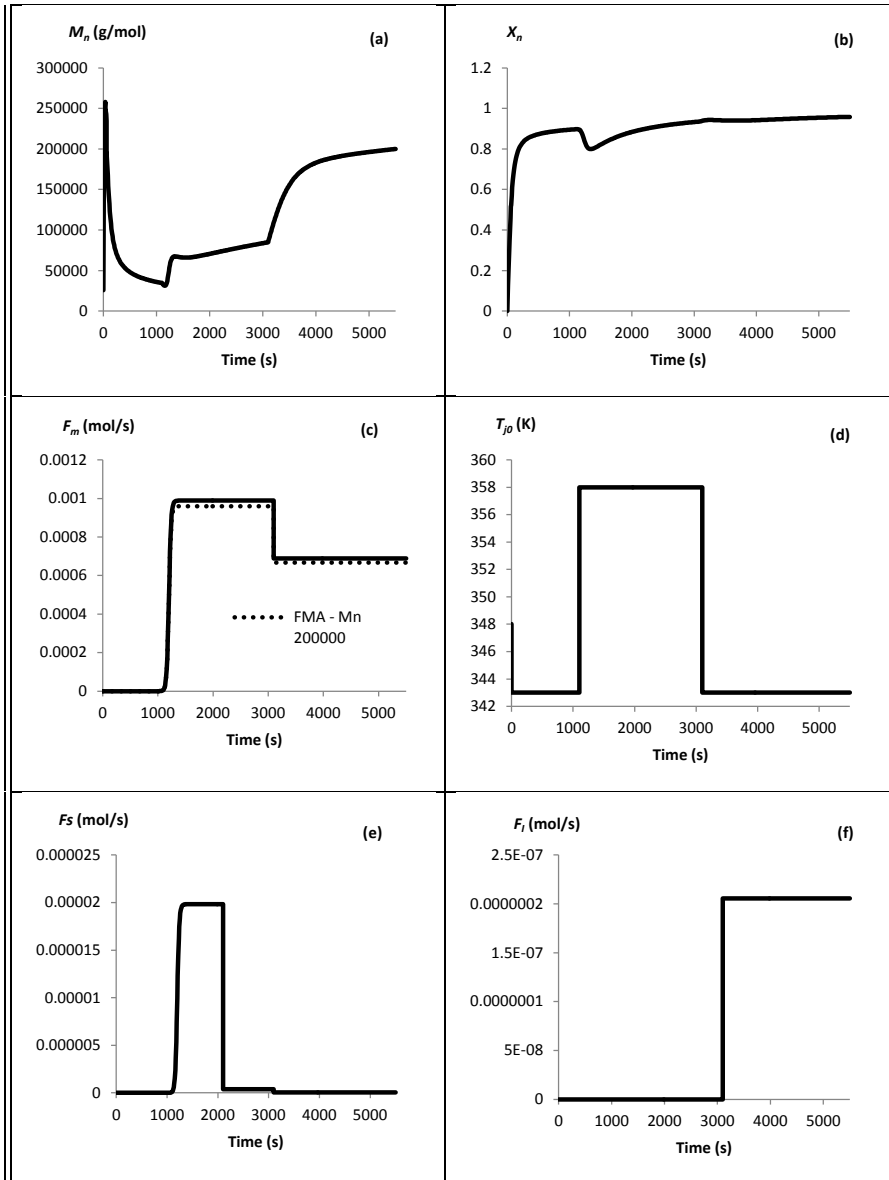 Mn (g/mol)
(a)
300000
250000
200000
150000
100000
50000
0
0 1000 2000 3000 4000 5000
Time (s)
Xn
(b)
1.2
1
0.8
0.6
0.4
0.2
0
0 1000 2000 3000 4000 5000
Time (s)
Fm (mol/s)
(c)
0.0012
0.001
0.0008
0.0006
0.0004
0.0002
0
FMA - Mn
200000
0 1000 2000 3000 4000 5000
Time (s)
Tj0 (K)
(d)
360
358
356
354
352
350
348
346
344
342
0 1000 2000 3000 4000 5000
Time (s)
Fs (mol/s)
(e)
0.000025
0.00002
0.000015
0.00001
0.000005
0
0 1000 2000 3000 4000 5000
Time (s)
FI (mol/s)
(f)
2.5E-07
0.0000002
1.5E-07
0.0000001
5E-08
0
0 1000 2000 3000 4000 5000
Time (s)